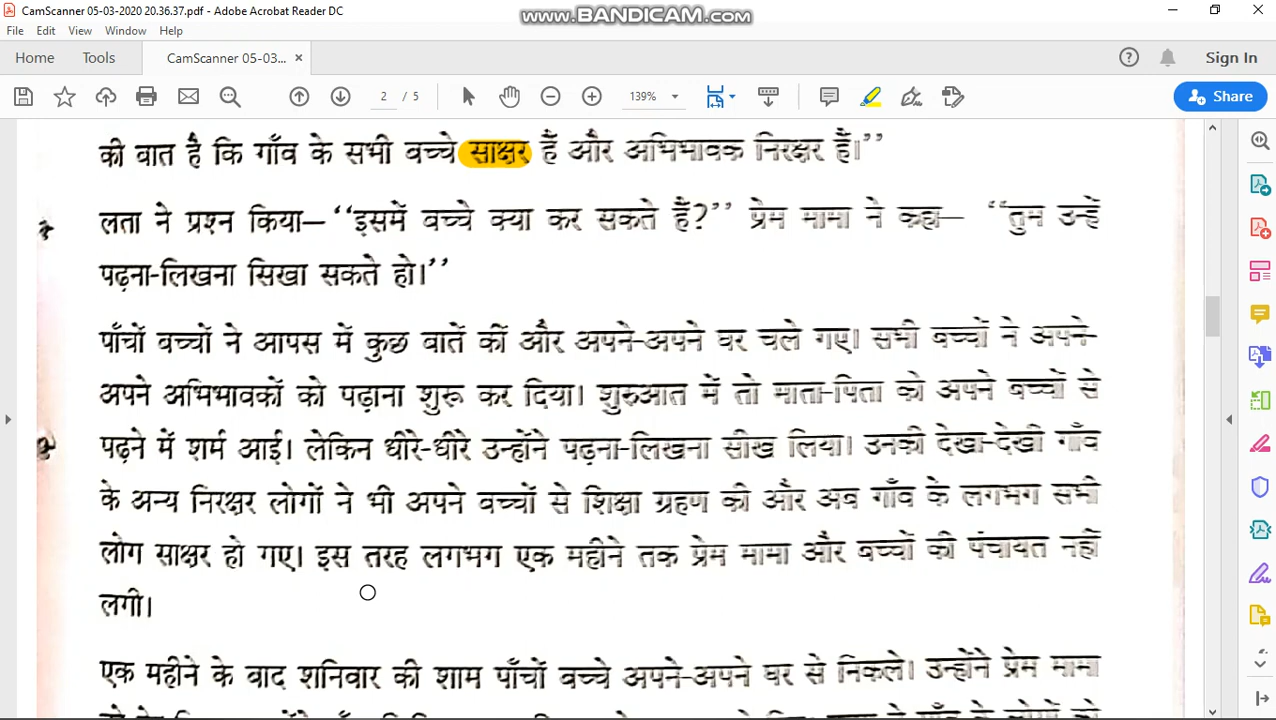 CamScanner 05-03-2020 20.36.37.pdf - Adobe Acrobat Reader DC
www.BANDICAM.com
File Edit View Window Help
Home Tools CamScanner 05-03... × Sign In
2 / 5 139% Share
की बात है कि गाँव के सभी बच्चे साक्षर हैं और अभिभावक निरक्षर हैं।’’
लता ने प्रश्न किया— ‘‘इसमें बच्चे क्या कर सकते हैं?’’ प्रेम मामा ने कहा— ‘‘तुम उन्हें
पढ़ना-लिखना सिखा सकते हो।’’
पाँचों बच्चों ने आपस में कुछ बातें कीं और अपने-अपने घर चले गए। सभी बच्चों ने अपने-
अपने अभिभावकों को पढ़ाना शुरू कर दिया। शुरुआत में तो माता-पिता को अपने बच्चों से
पढ़ने में शर्म आई। लेकिन धीरे-धीरे उन्होंने पढ़ना-लिखना सीख लिया। उनकी देखा-देखी गाँव
के अन्य निरक्षर लोगों ने भी अपने बच्चों से शिक्षा ग्रहण की और अब गाँव के लगभग सभी
लोग साक्षर हो गए। इस तरह लगभग एक महीने तक प्रेम मामा और बच्चों की पंचायत नहीं
लगी।
एक महीने के बाद शनिवार की शाम पाँचों बच्चे अपने-अपने घर से निकले। उन्होंने प्रेम मामा